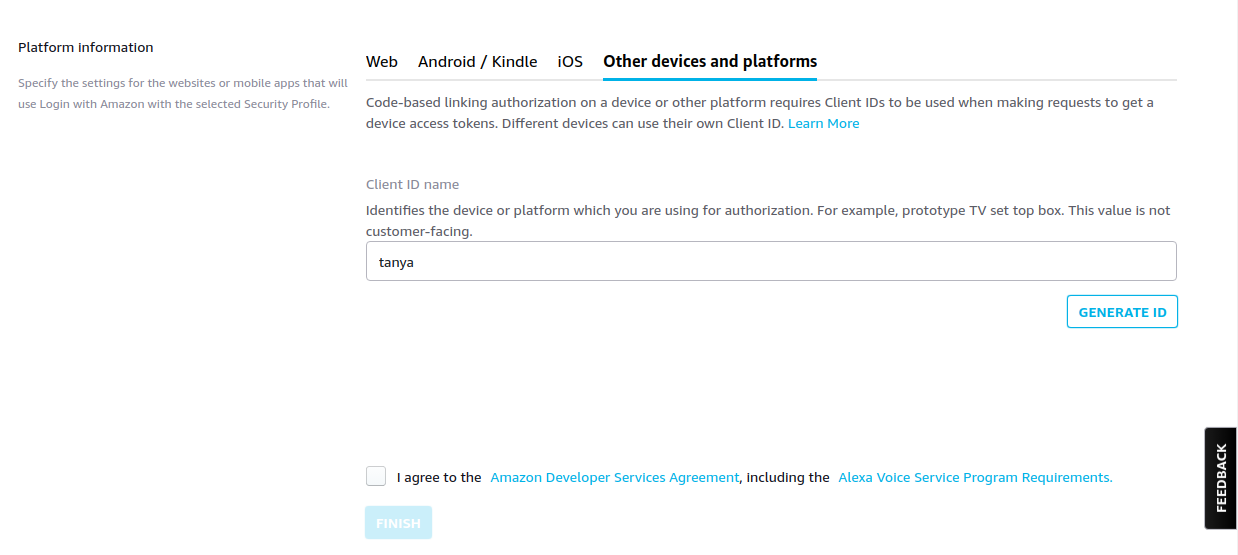 Platform information
Specify the settings for the websites or mobile apps that will
use Login with Amazon with the selected Security Profile.
Web Android / Kindle iOS Other devices and platforms
Code-based linking authorization on a device or other platform requires Client IDs to be used when making requests to get a
device access tokens. Different devices can use their own Client ID. Learn More
Client ID name
Identifies the device or platform which you are using for authorization. For example, prototype TV set top box. This value is not
customer-facing.
tanya
GENERATE ID
I agree to the Amazon Developer Services Agreement, including the Alexa Voice Service Program Requirements.
FINISH
FEEDBACK